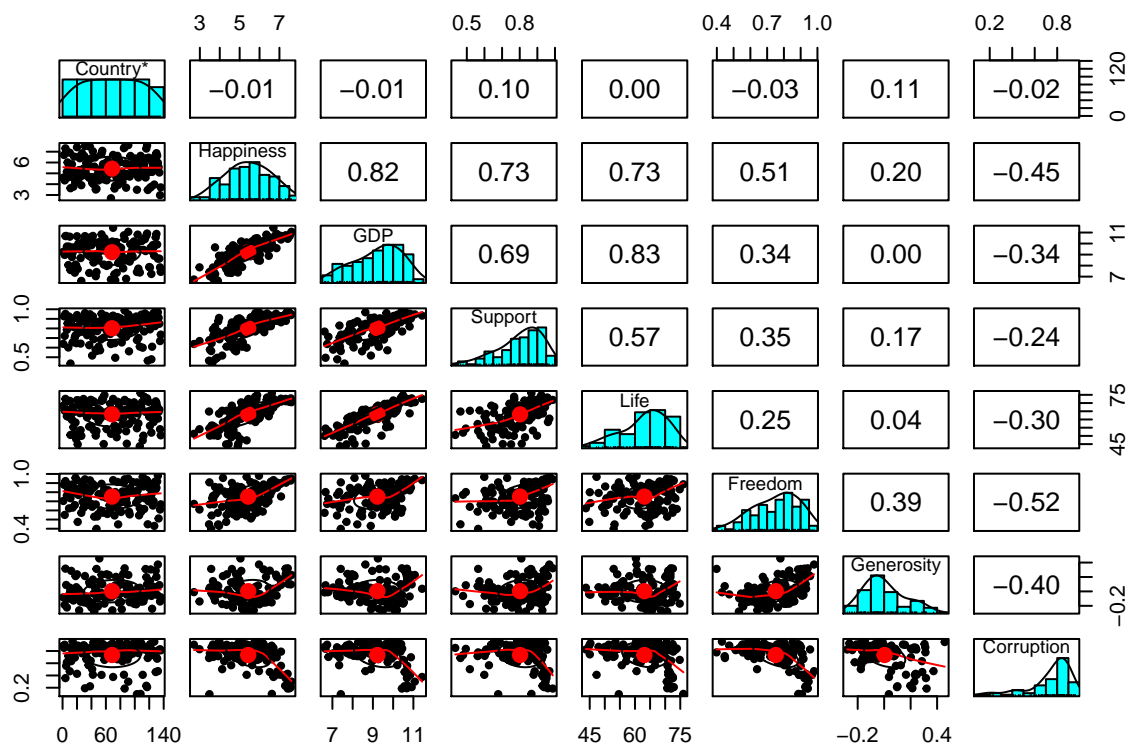 3 5 7 0.5 0.8 0.4 0.7 1.0 0.2 0.8
Country* −0.01 −0.01 0.10 0.00 −0.03 0.11 −0.02 0 120
3 6 Happiness 0.82 0.73 0.73 0.51 0.20 −0.45
GDP 0.69 0.83 0.34 0.00 −0.34 7 11
0.5 1.0 Support 0.57 0.35 0.17 −0.24
Life 0.25 0.04 −0.30 45 75
0.4 1.0 Freedom 0.39 −0.52
Generosity −0.40 −0.2
0.2 Corruption
0 60 140 7 9 11 45 60 75 −0.2 0.4